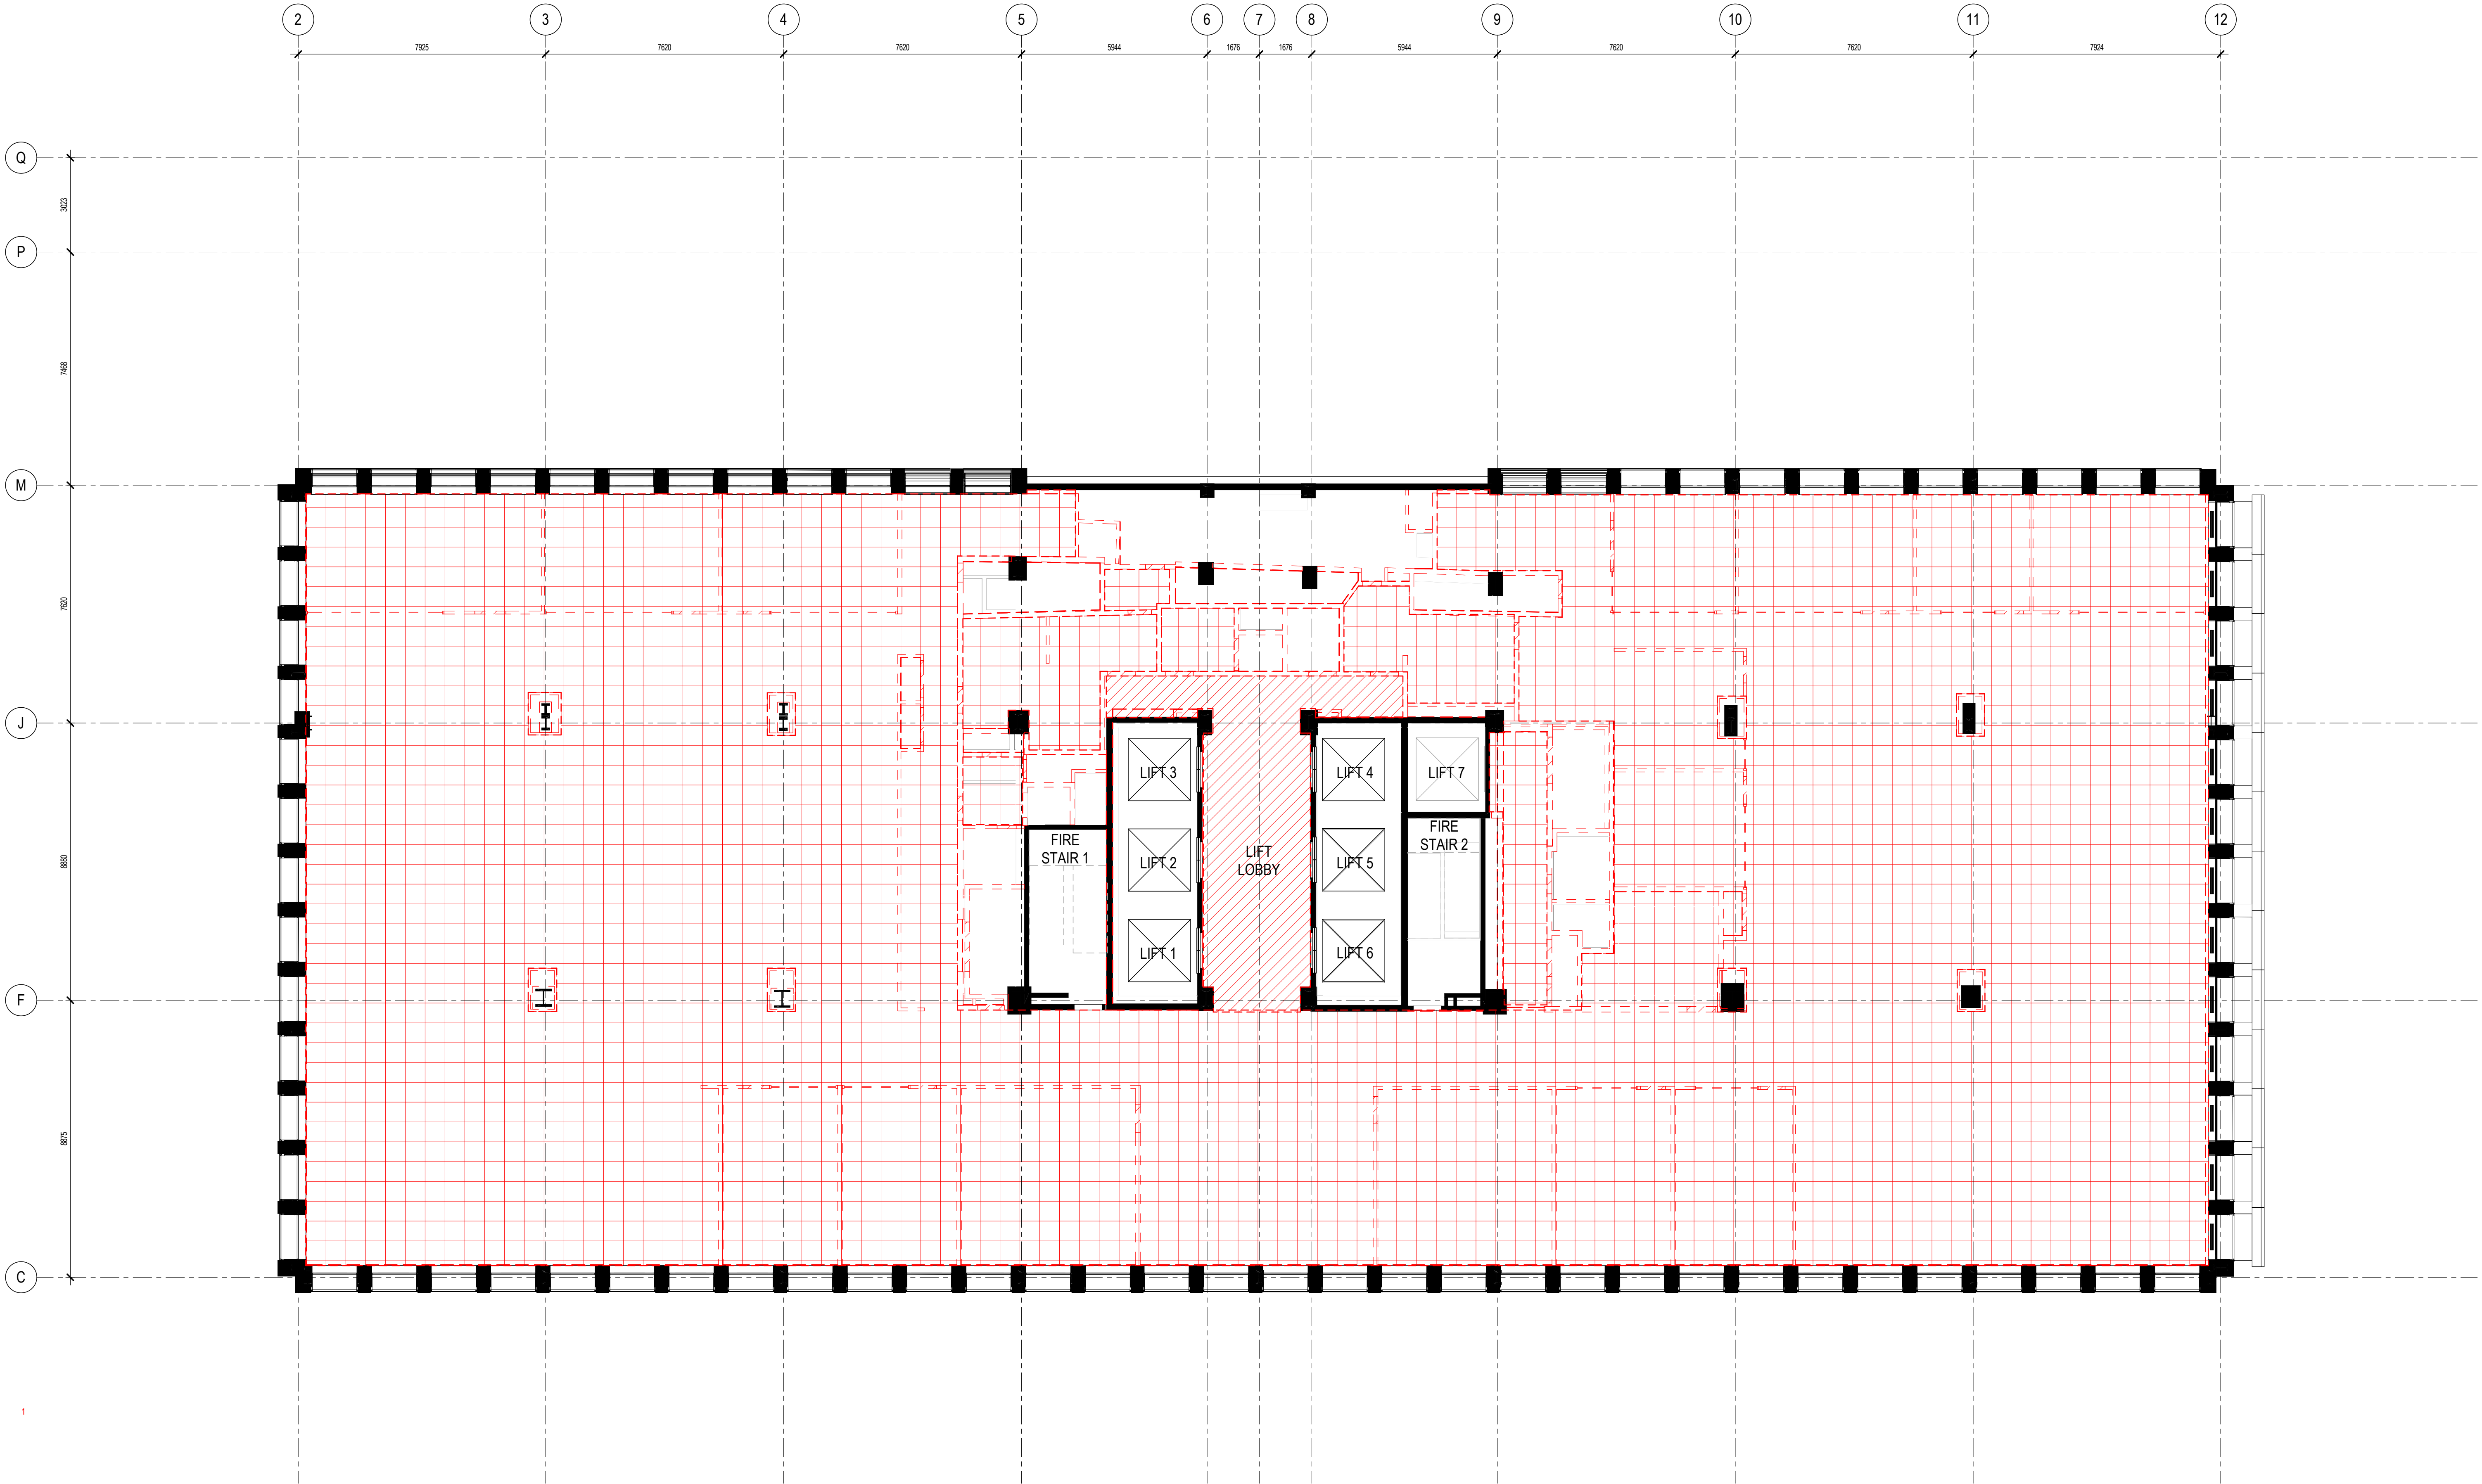 2 3 4 5 6 7 8 9 10 11 12
7925 7620 7620 5944 1676 1676 5944 7620 7620 7924
Q
3023
P
7468
M
7620
J
LIFT 3 LIFT 4 LIFT 7
FIRE
STAIR 1
FIRE
STAIR 2
LIFT 2
LIFT
LOBBY
LIFT 5
8880
LIFT 1 LIFT 6
F
8875
C
1